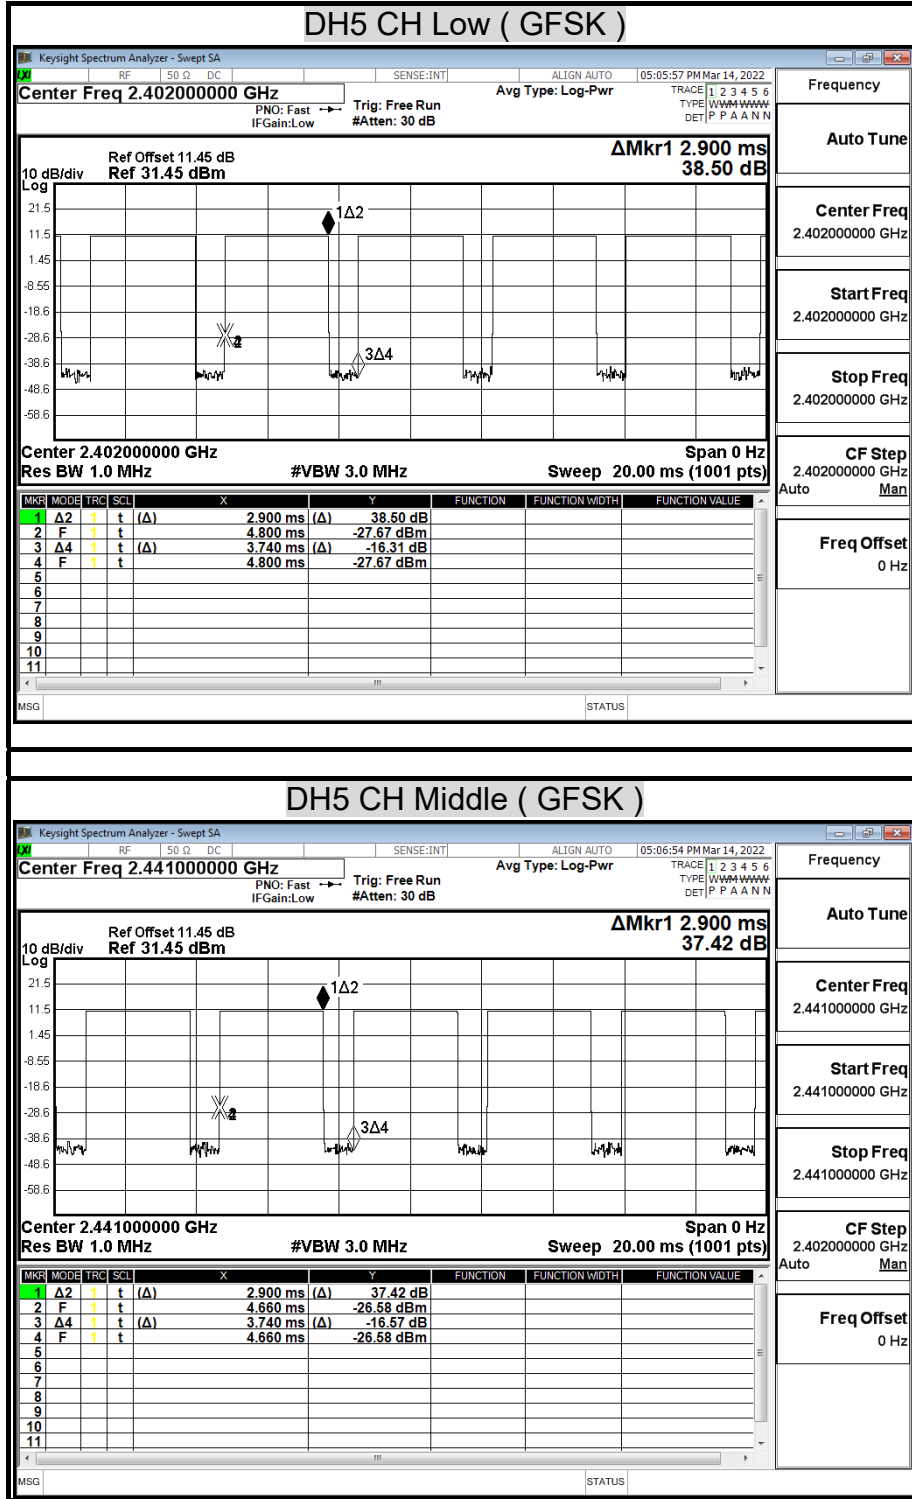 DH5 CH Low ( GFSK )
Keysight Spectrum Analyzer - Swept SA
LXI RF 50 Ω DC SENSE:INT ALIGN AUTO 05:05:57 PM Mar 14, 2022
Center Freq 2.402000000 GHz
PNO: Fast Trig: Free Run
IFGain:Low #Atten: 30 dB
Avg Type: Log-Pwr
TRACE 1 2 3 4 5 6
TYPE WWMWWWW
DET P P A A N N
Frequency
Auto Tune
Center Freq
2.402000000 GHz
Start Freq
2.402000000 GHz
Stop Freq
2.402000000 GHz
CF Step
2.402000000 GHz
Auto Man
Freq Offset
0 Hz
ΔMkr1 2.900 ms
38.50 dB
Ref Offset 11.45 dB
10 dB/div Ref 31.45 dBm
Log
21.5
11.5
1.45
-8.55
-18.6
-28.6
-38.6
-48.6
-58.6
1Δ2
3Δ4
Center 2.402000000 GHz Span 0 Hz
Res BW 1.0 MHz #VBW 3.0 MHz Sweep 20.00 ms (1001 pts)
MKR MODE TRC SCL X Y FUNCTION FUNCTION WIDTH FUNCTION VALUE
1 Δ2 1 t (Δ) 2.900 ms (Δ) 38.50 dB
2 F 1 t 4.800 ms -27.67 dBm
3 Δ4 1 t (Δ) 3.740 ms (Δ) -16.31 dB
4 F 1 t 4.800 ms -27.67 dBm
5
6
7
8
9
10
11
MSG STATUS
DH5 CH Middle ( GFSK )
Keysight Spectrum Analyzer - Swept SA
LXI RF 50 Ω DC SENSE:INT ALIGN AUTO 05:06:54 PM Mar 14, 2022
Center Freq 2.441000000 GHz
PNO: Fast Trig: Free Run
IFGain:Low #Atten: 30 dB
Avg Type: Log-Pwr
TRACE 1 2 3 4 5 6
TYPE WWMWWWW
DET P P A A N N
Frequency
Auto Tune
Center Freq
2.441000000 GHz
Start Freq
2.441000000 GHz
Stop Freq
2.441000000 GHz
CF Step
2.402000000 GHz
Auto Man
Freq Offset
0 Hz
ΔMkr1 2.900 ms
37.42 dB
Ref Offset 11.45 dB
10 dB/div Ref 31.45 dBm
Log
21.5
11.5
1.45
-8.55
-18.6
-28.6
-38.6
-48.6
-58.6
1Δ2
3Δ4
Center 2.441000000 GHz Span 0 Hz
Res BW 1.0 MHz #VBW 3.0 MHz Sweep 20.00 ms (1001 pts)
MKR MODE TRC SCL X Y FUNCTION FUNCTION WIDTH FUNCTION VALUE
1 Δ2 1 t (Δ) 2.900 ms (Δ) 37.42 dB
2 F 1 t 4.660 ms -26.58 dBm
3 Δ4 1 t (Δ) 3.740 ms (Δ) -16.57 dB
4 F 1 t 4.660 ms -26.58 dBm
5
6
7
8
9
10
11
MSG STATUS